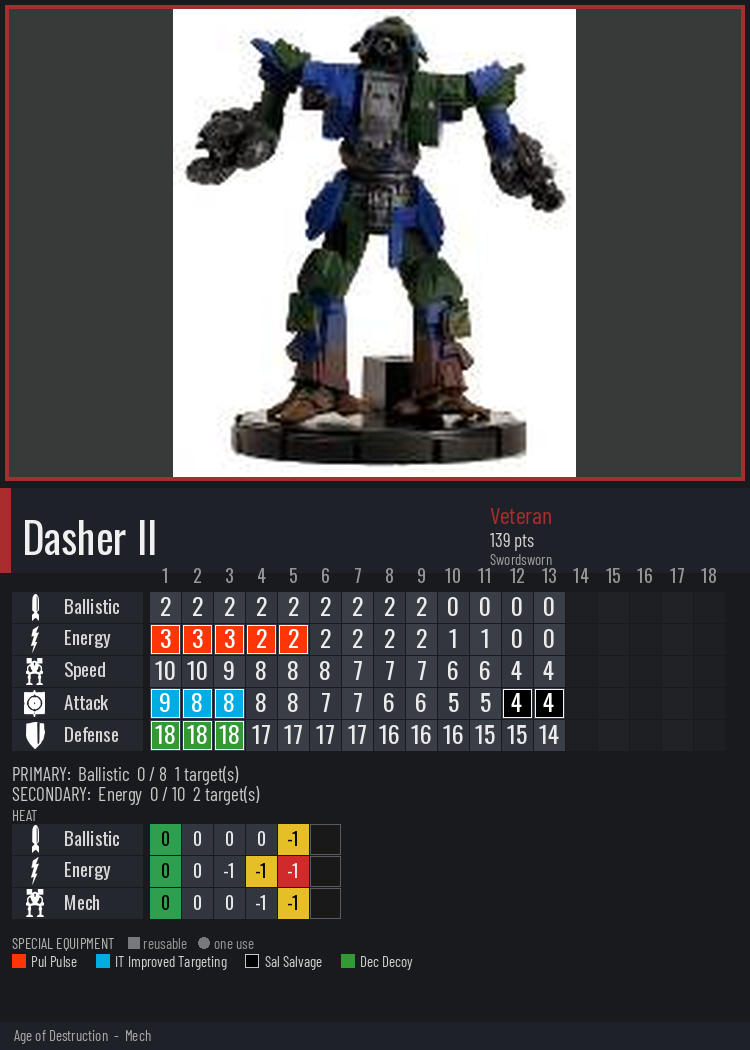 Dasher II
Veteran
139 pts
Swordsworn
1 2 3 4 5 6 7 8 9 10 11 12 13 14 15 16 17 18
Ballistic 2 2 2 2 2 2 2 2 2 0 0 0 0
Energy 3 3 3 2 2 2 2 2 2 1 1 0 0
Speed 10 10 9 8 8 8 7 7 7 6 6 4 4
Attack 9 8 8 8 8 7 7 6 6 5 5 4 4
Defense 18 18 18 17 17 17 17 16 16 16 15 15 14
PRIMARY: Ballistic 0 / 8 1 target(s)
SECONDARY: Energy 0 / 10 2 target(s)
HEAT
Ballistic 0 0 0 0 -1
Energy 0 0 -1 -1 -1
Mech 0 0 0 -1 -1
SPECIAL EQUIPMENT reusable one use
Pul Pulse IT Improved Targeting Sal Salvage Dec Decoy
Age of Destruction - Mech